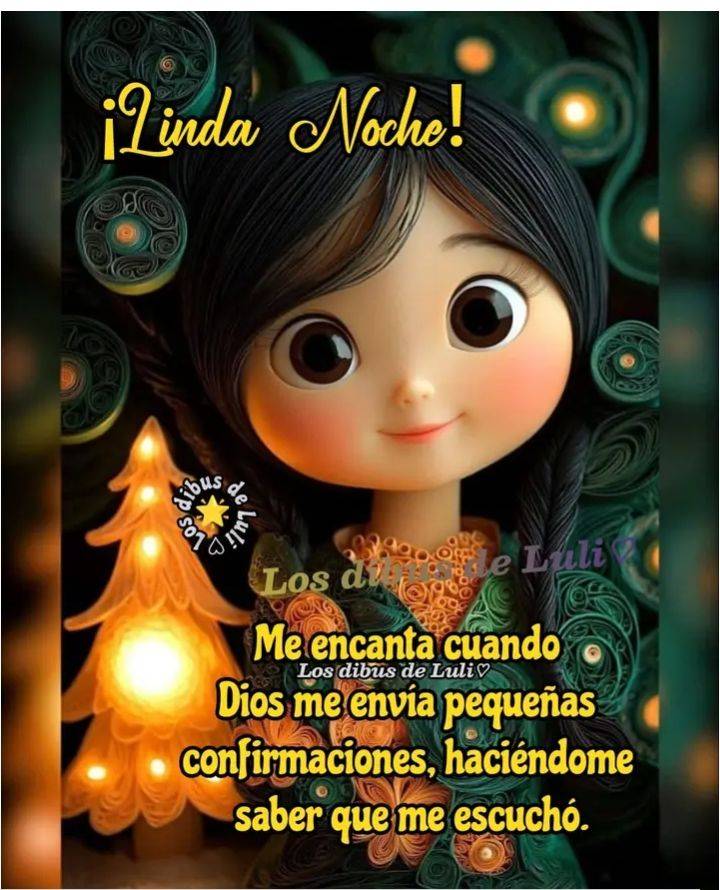 ¡Linda Noche!
Los dibus de Luli♡
Los dibus de Luli♡
Me encanta cuando
Los dibus de Luli♡
Dios me envía pequeñas
confirmaciones, haciéndome
saber que me escuchó.